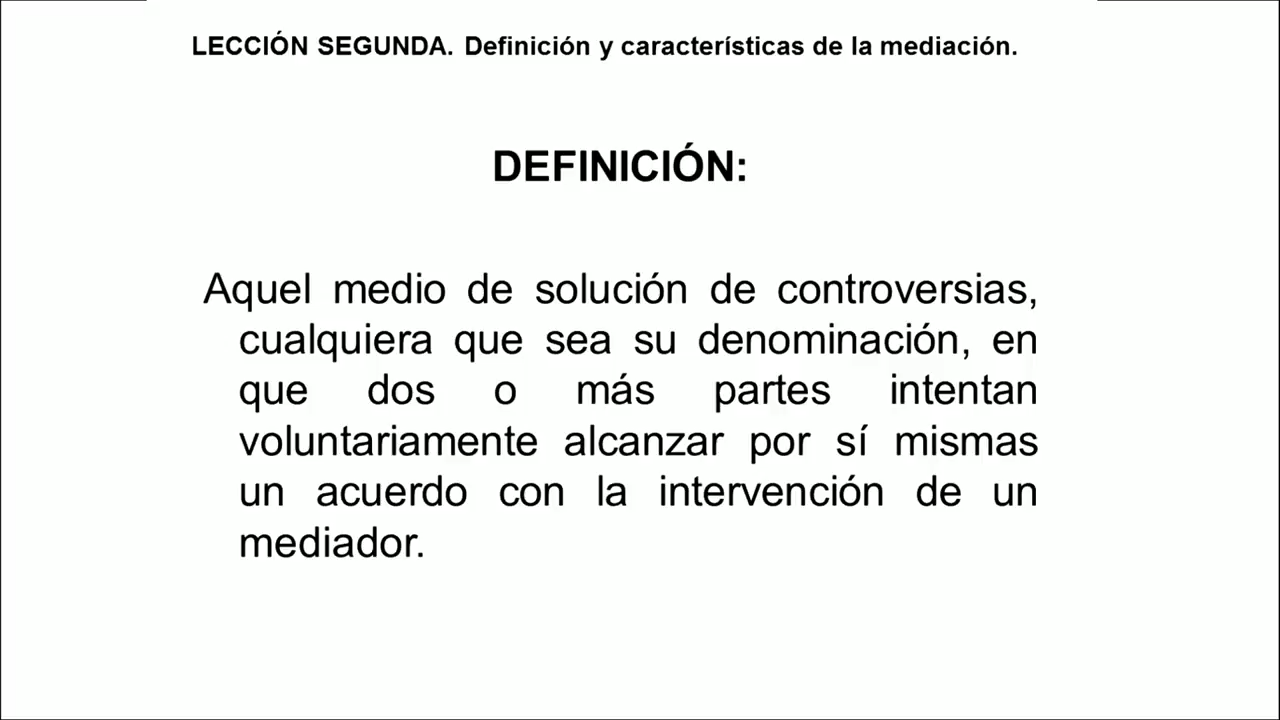 LECCIÓN SEGUNDA. Definición y características de la mediación.
DEFINICIÓN:
Aquel medio de solución de controversias,
cualquiera que sea su denominación, en
que dos o más partes intentan
voluntariamente alcanzar por sí mismas
un acuerdo con la intervención de un
mediador.